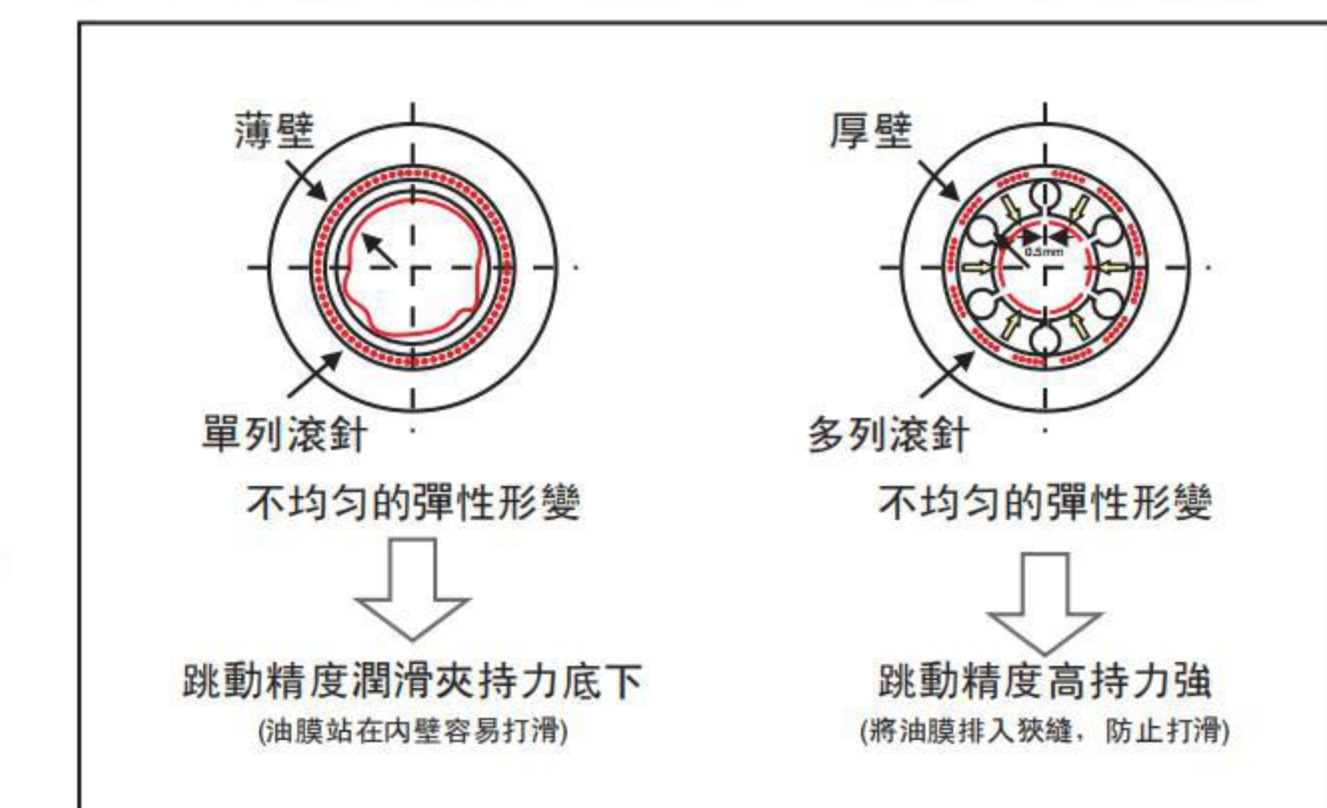 薄壁
單列滾針
不均勻的彈性形變
跳動精度潤滑夾持力底下
(油膜站在内壁容易打滑)
厚壁
0.5mm
多列滾針
不均勻的彈性形變
跳動精度高持力強
(將油膜排入狹縫，防止打滑)